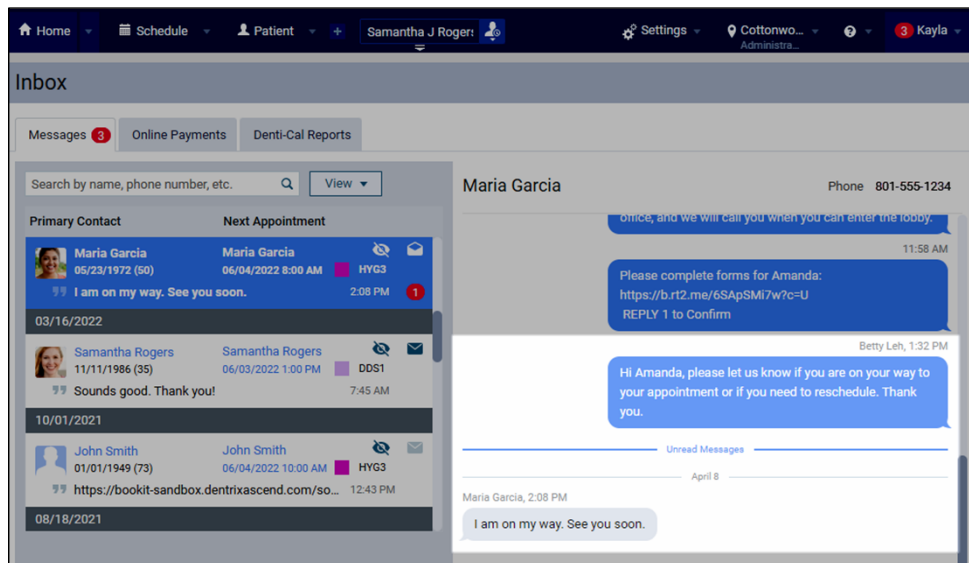 Home
Schedule
Patient
+
Samantha J Roger:
Settings
Cottonwo...
Administra...
?
3 Kayla
Inbox
Messages 3
Online Payments
Denti-Cal Reports
Search by name, phone number, etc.
View
Primary Contact Next Appointment
Maria Garcia Maria Garcia
05/23/1972 (50) 06/04/2022 8:00 AM HYG3
I am on my way. See you soon. 2:08 PM 1
03/16/2022
Samantha Rogers Samantha Rogers
11/11/1986 (35) 06/03/2022 1:00 PM DDS1
Sounds good. Thank you! 7:45 AM
10/01/2021
John Smith John Smith
01/01/1949 (73) 06/04/2022 10:00 AM HYG3
https://bookit-sandbox.dentrixascend.com/so... 12:43 PM
08/18/2021
Maria Garcia Phone 801-555-1234
office, and we will call you when you can enter the lobby.
11:58 AM
Please complete forms for Amanda:
https://b.rt2.me/6SApSMi7w?c=U
REPLY 1 to Confirm
Betty Leh, 1:32 PM
Hi Amanda, please let us know if you are on your way to
your appointment or if you need to reschedule. Thank
you.
Unread Messages
April 8
Maria Garcia, 2:08 PM
I am on my way. See you soon.